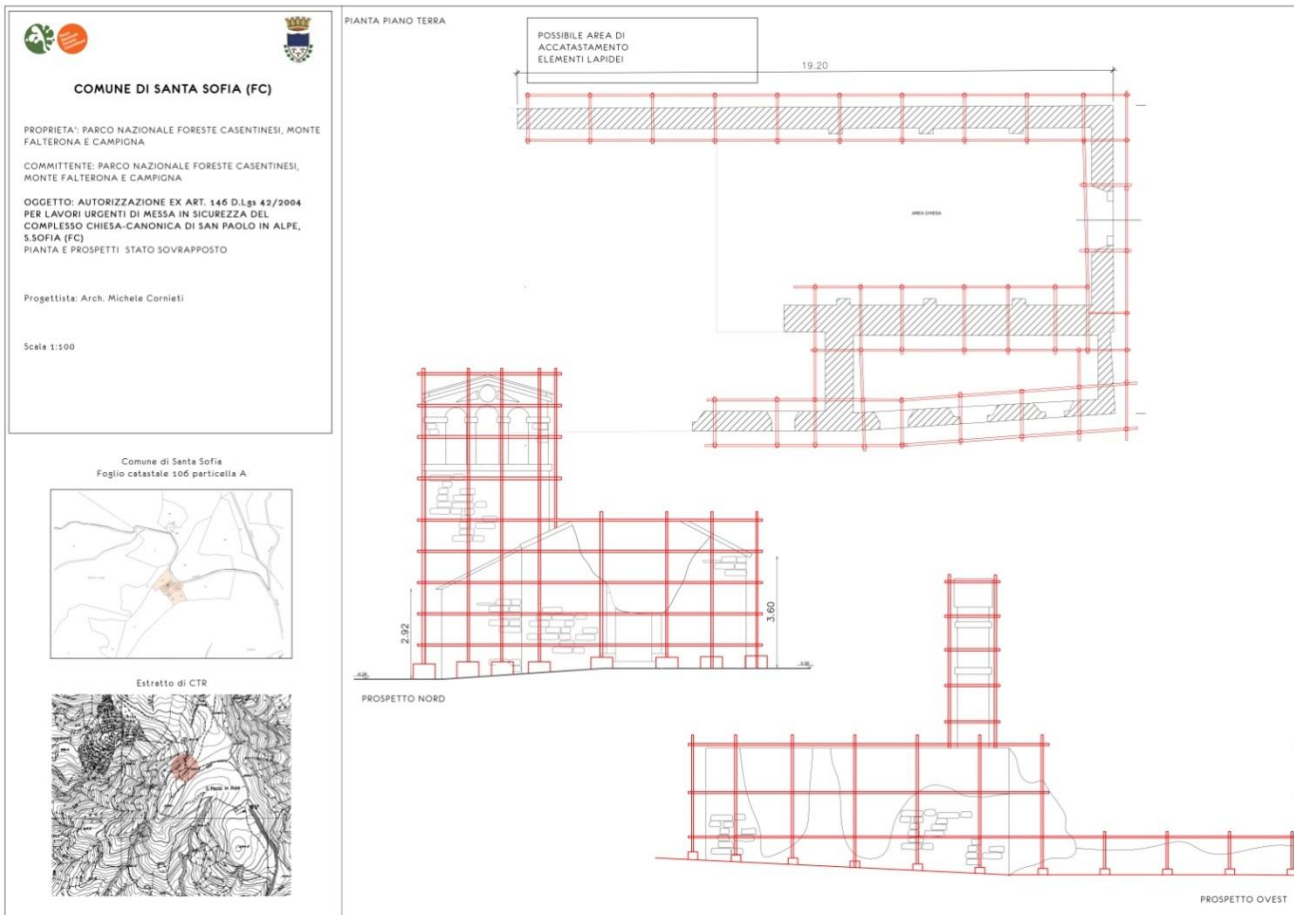 COMUNE DI SANTA SOFIA (FC)
PROPRIETA': PARCO NAZIONALE FORESTE CASENTINESI, MONTE
FALTERONA E CAMPIGNA
COMMITTENTE: PARCO NAZIONALE FORESTE CASENTINESI,
MONTE FALTERONA E CAMPIGNA
OGGETTO: AUTORIZZAZIONE EX ART. 146 D.Lgs 42/2004
PER LAVORI URGENTI DI MESSA IN SICUREZZA DEL
COMPLESSO CHIESA-CANONICA DI SAN PAOLO IN ALPE,
S.SOFIA (FC)
PIANTA E PROSPETTI STATO SOVRAPPOSTO
Progettista: Arch. Michele Cornieti
Scala 1:100
Comune di Santa Sofia
Foglio catastale 106 particella A
Estratto di CTR
S.Paolo in Alpe
PIANTA PIANO TERRA
POSSIBILE AREA DI
ACCATASTAMENTO
ELEMENTI LAPIDEI
19.20
AREA CHIESA
2.92
3.60
PROSPETTO NORD
PROSPETTO OVEST